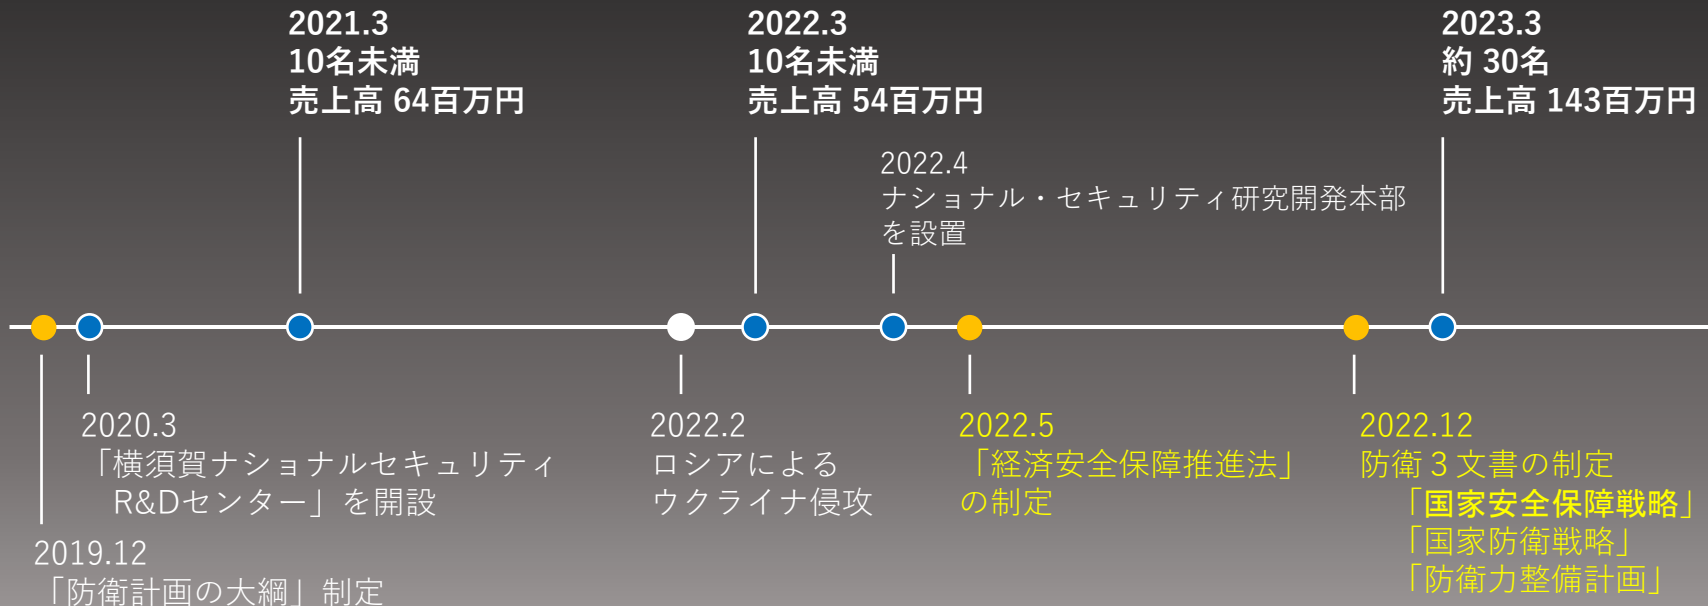 2021.3
10名未満
売上高 64百万円
2022.3
10名未満
売上高 54百万円
2023.3
約 30名
売上高 143百万円
2022.4
ナショナル・セキュリティ研究開発本部
を設置
2020.3
「横須賀ナショナルセキュリティ
R&Dセンター」を開設
2022.2
ロシアによる
ウクライナ侵攻
2022.5
「経済安全保障推進法」
の制定
2022.12
防衛３文書の制定
「国家安全保障戦略」
「国家防衛戦略」
「防衛力整備計画」
2019.12
「防衛計画の大綱」制定